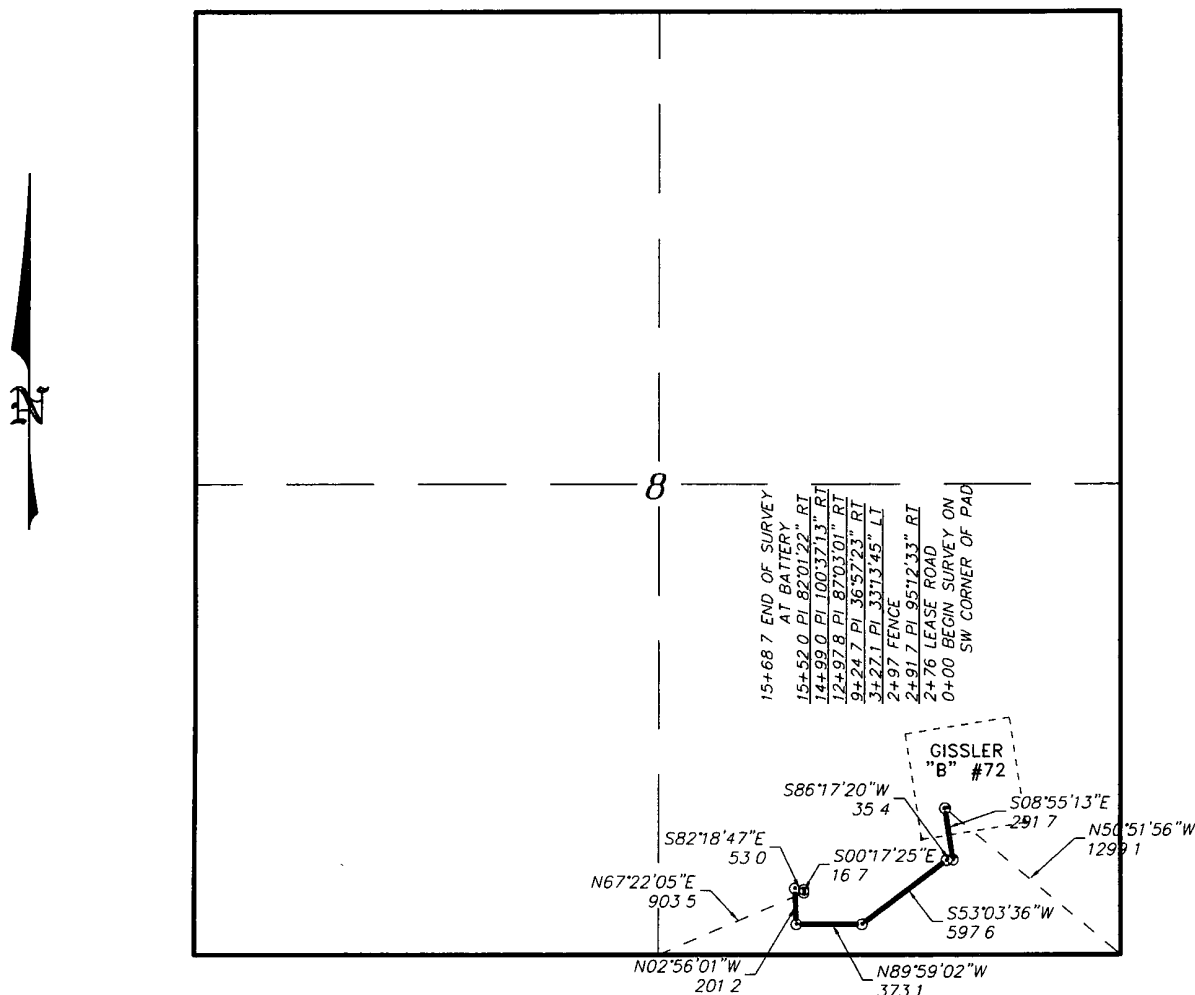 N
8
15+68 7 END OF SURVEY
AT BATTERY
15+52.0 PI 82°01'22" RT
14+99 0 PI 100°37'13" RT
12+97.8 PI 87°03'01" RT
9+24.7 PI 36°57'23" RT
3+27.1 PI 33°13'45" LT
2+97 FENCE
2+91 7 PI 95°12'33" RT
2+76 LEASE ROAD
0+00 BEGIN SURVEY ON
SW CORNER OF PAD
GISSLER
"B" #72
S86°17'20"W
35 4
S08°55'13"E
291 7
N50°51'56"W
1299 1
S82°18'47"E
53 0
S00°17'25"E
16 7
N67°22'05"E
903 5
S53°03'36"W
597 6
N02°56'01"W
201 2
N89°59'02"W
373 1